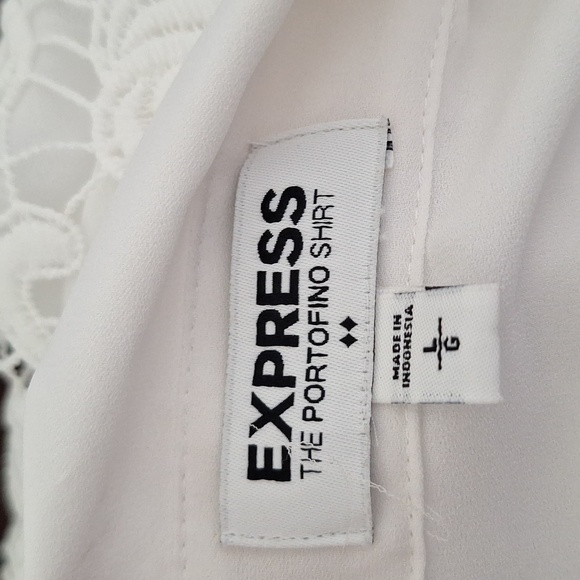 EXPRESS
THE PORTOFINO SHIRT
MADE IN
INDONESIA
L
G